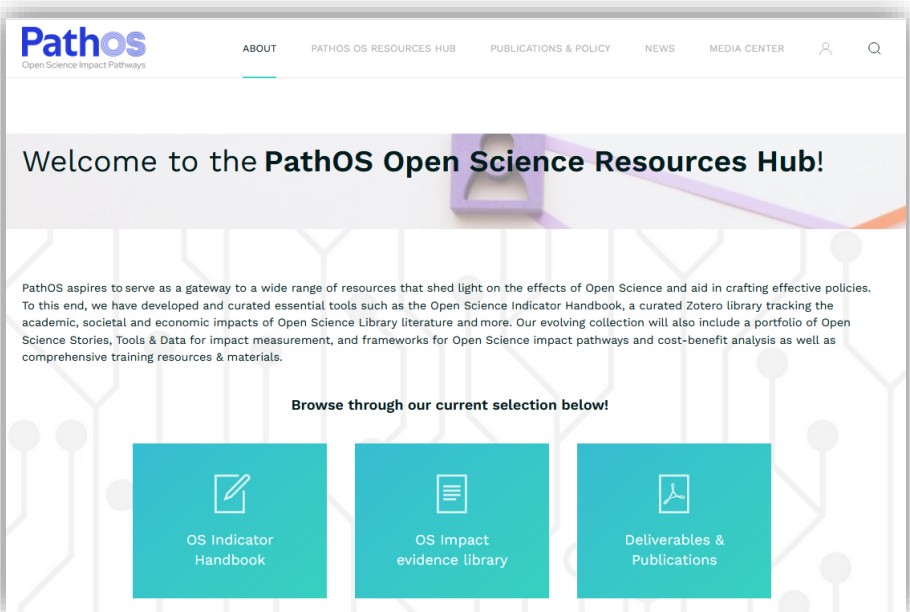 PathOS
Open Science Impact Pathways
ABOUT
PATHOS OS RESOURCES HUB
PUBLICATIONS & POLICY
NEWS
MEDIA CENTER
Welcome to the PathOS Open Science Resources Hub!
PathOS aspires to serve as a gateway to a wide range of resources that shed light on the effects of Open Science and aid in crafting effective policies.
To this end, we have developed and curated essential tools such as the Open Science Indicator Handbook, a curated Zotero library tracking the
academic, societal and economic impacts of Open Science Library literature and more. Our evolving collection will also include a portfolio of Open
Science Stories, Tools & Data for impact measurement, and frameworks for Open Science impact pathways and cost-benefit analysis as well as
comprehensive training resources & materials.
Browse through our current selection below!
OS Indicator
Handbook
OS Impact
evidence library
Deliverables &
Publications